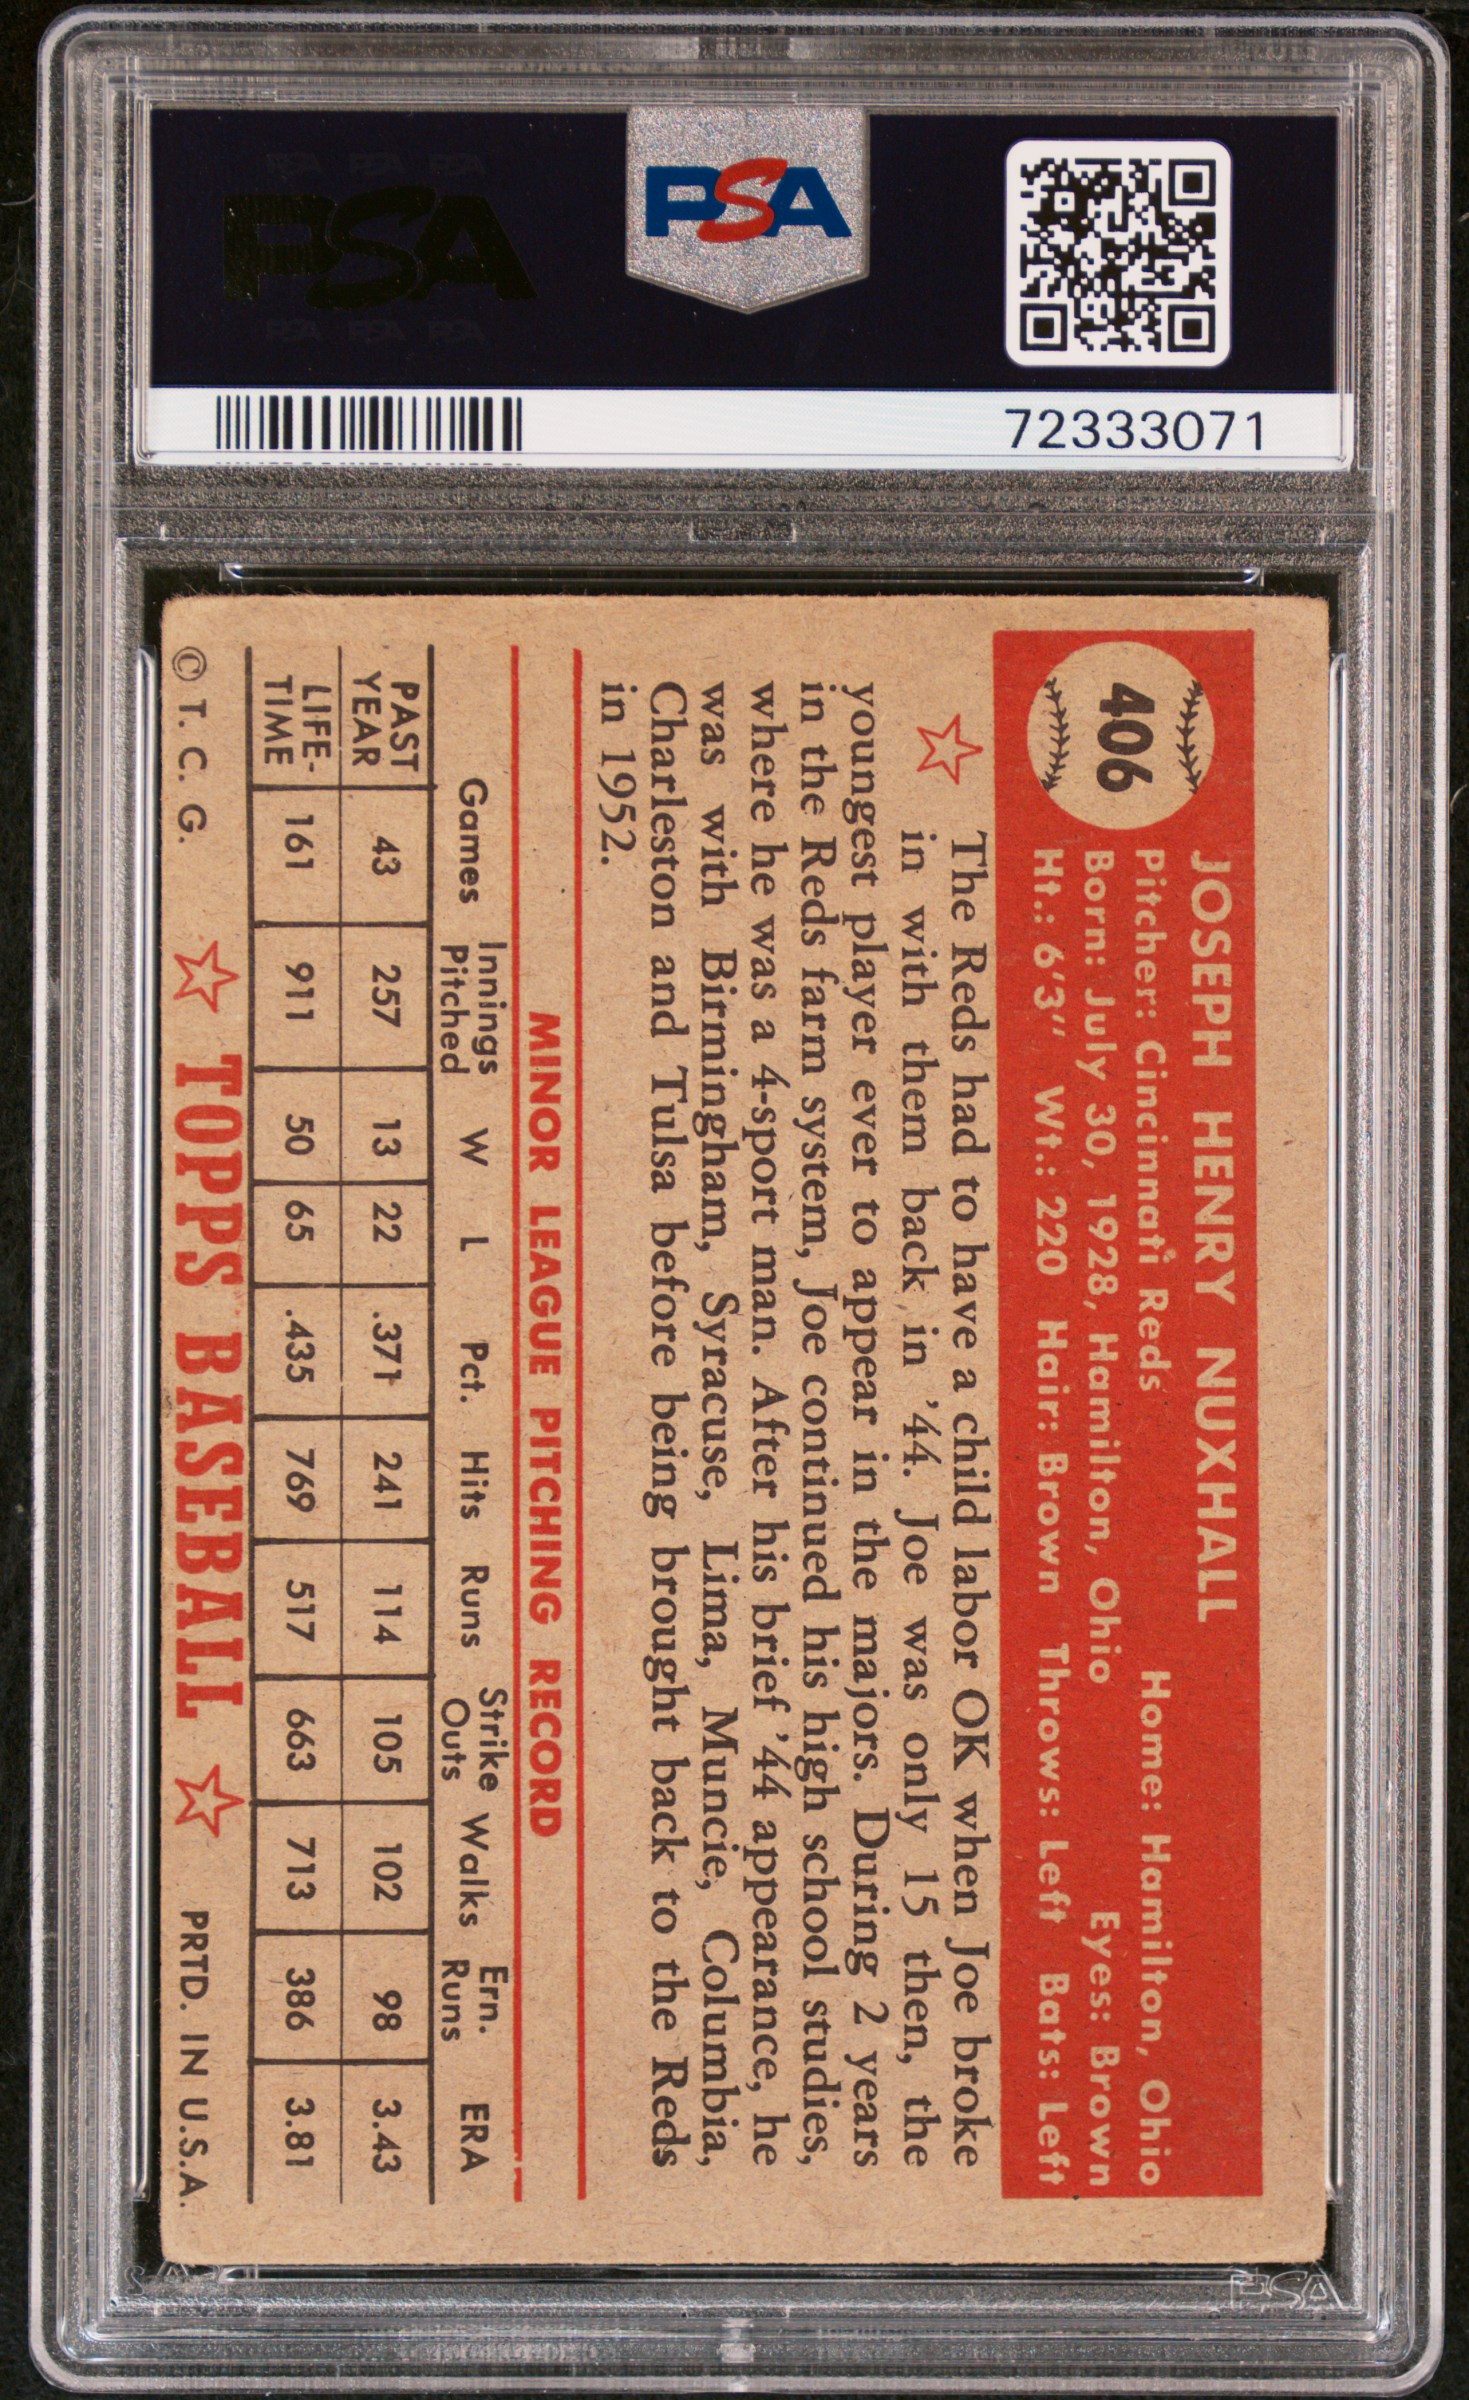 PSA
PSA
72333071
406
JOSEPH HENRY NUXHALL
Pitcher: Cincinnati Reds Home: Hamilton, Ohio
Born: July 30, 1928, Hamilton, Ohio Eyes: Brown
Ht.: 6'3" Wt.: 220 Hair: Brown Throws: Left Bats: Left
The Reds had to have a child labor OK when Joe broke
in with them back in '44. Joe was only 15 then, the
youngest player ever to appear in the majors. During 2 years
in the Reds farm system, Joe continued his high school studies,
where he was a 4-sport man. After his brief '44 appearance, he
was with Birmingham, Syracuse, Lima, Muncie, Columbia,
Charleston and Tulsa before being brought back to the Reds
in 1952.
MINOR LEAGUE PITCHING RECORD
Games Innings Pitched W L Pct. Hits Runs Strike Outs Walks Ern. Runs ERA
PAST YEAR 43 257 13 22 .371 241 114 105 102 98 3.43
LIFE- TIME 161 911 50 65 .435 769 517 663 713 386 3.81
© T. C. G. TOPPS BASEBALL PRTD. IN U.S.A.
PSA